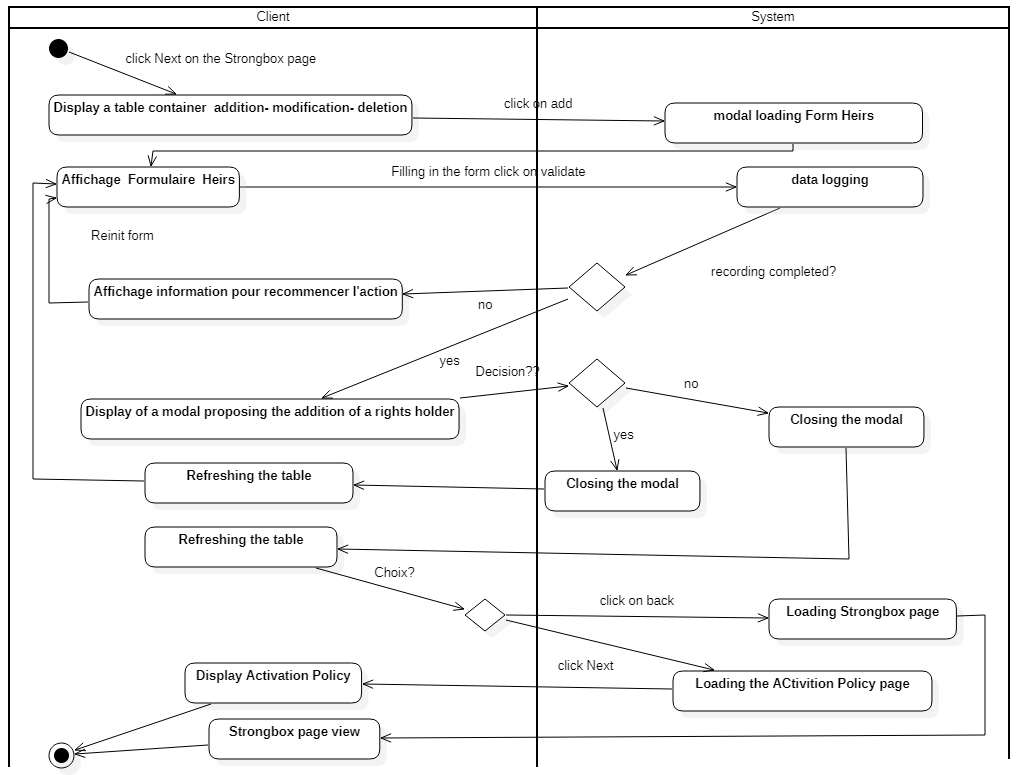 Client
System
click Next on the Strongbox page
Display a table container addition- modification- deletion
click on add
modal loading Form Heirs
Affichage Formulaire Heirs
Filling in the form click on validate
data logging
Reinit form
recording completed?
Affichage information pour recommencer l'action
no
yes
Decision??
no
Display of a modal proposing the addition of a rights holder
Closing the modal
yes
Refreshing the table
Closing the modal
Refreshing the table
Choix?
click on back
Loading Strongbox page
click Next
Display Activation Policy
Loading the ACtivition Policy page
Strongbox page view